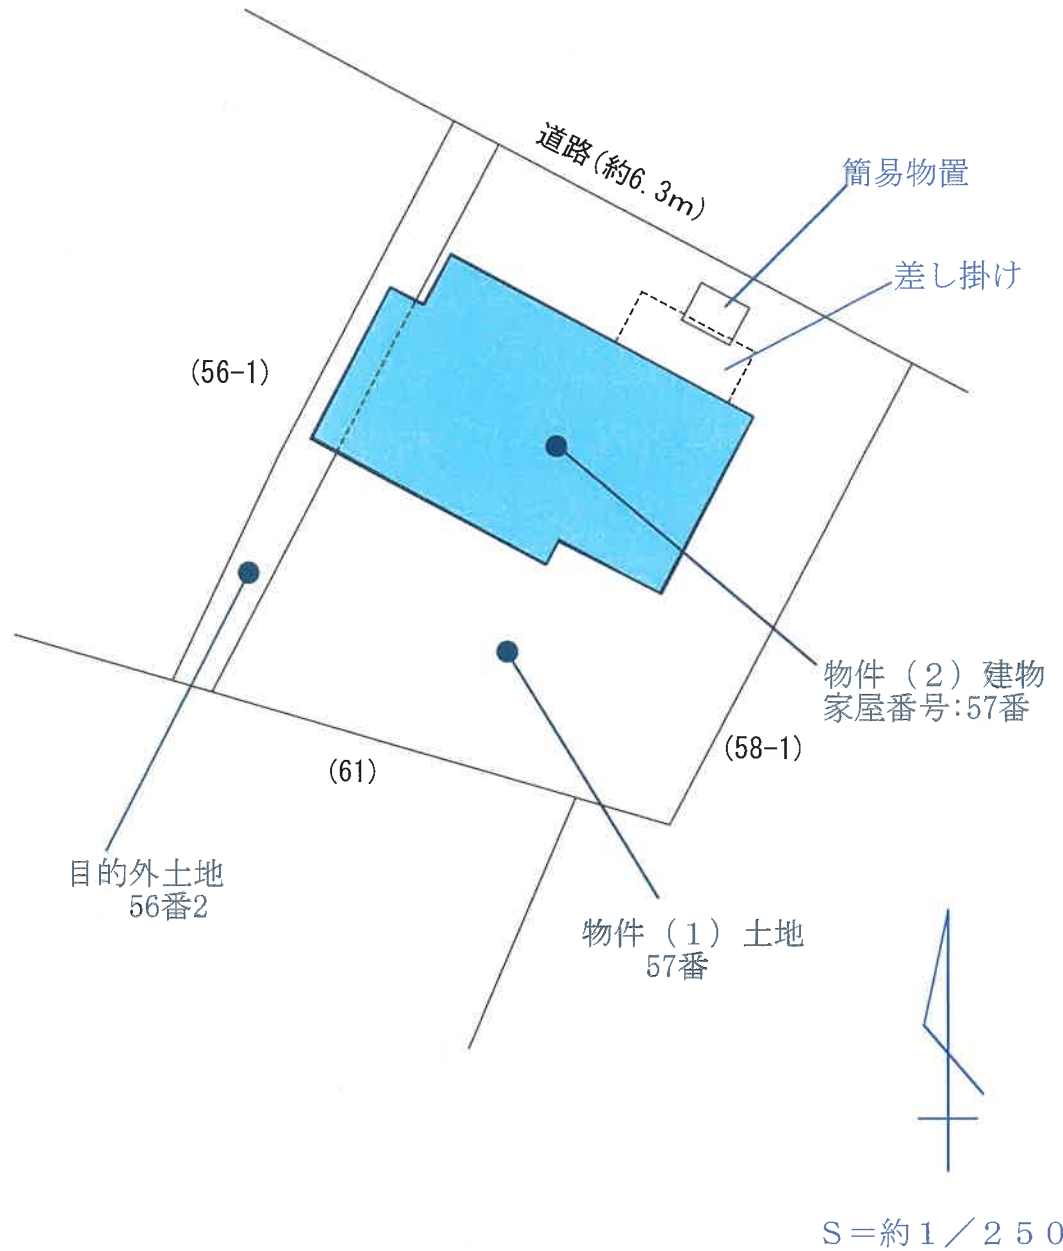 道路(約6.3m)
簡易物置
差し掛け
(56-1)
物件（2）建物
家屋番号:57番
(58-1)
(61)
目的外土地
56番2
物件（1）土地
57番
S＝約1／250